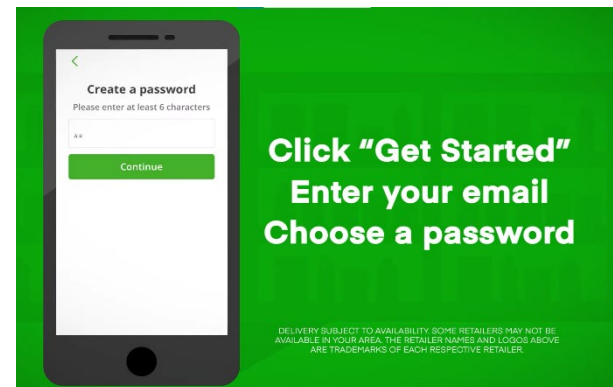 Create a password
Please enter at least 6 characters
**
Continue
Click “Get Started”
Enter your email
Choose a password
DELIVERY SUBJECT TO AVAILABILITY. SOME RETAILERS MAY NOT BE
AVAILABLE IN YOUR AREA. THE RETAILER NAMES AND LOGOS ABOVE
ARE TRADEMARKS OF EACH RESPECTIVE RETAILER.